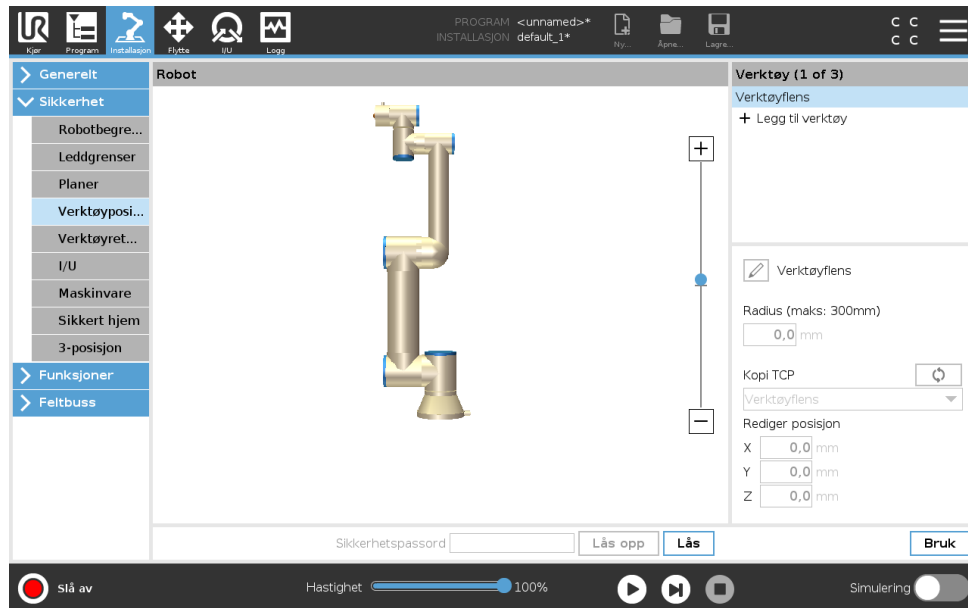 PROGRAM <unnamed>*
INSTALLASJON default_1*
C C
C C
Kjør Program Installasjon Flytte I/U Logg Ny... Åpne... Lagre...
Generelt
Sikkerhet
Robotbegre...
Leddgrenser
Planer
Verktøyposi...
Verktøyret...
I/U
Maskinvare
Sikkert hjem
3-posisjon
Funksjoner
Feltbuss
Robot
Verktøy (1 of 3)
Verktøyflens
+ Legg til verktøy
Verktøyflens
Radius (maks: 300mm)
0,0 mm
Kopi TCP
Verktøyflens
Rediger posisjon
X 0,0 mm
Y 0,0 mm
Z 0,0 mm
Sikkerhetspassord Lås opp Lås Bruk
Slå av Hastighet 100% Simulering